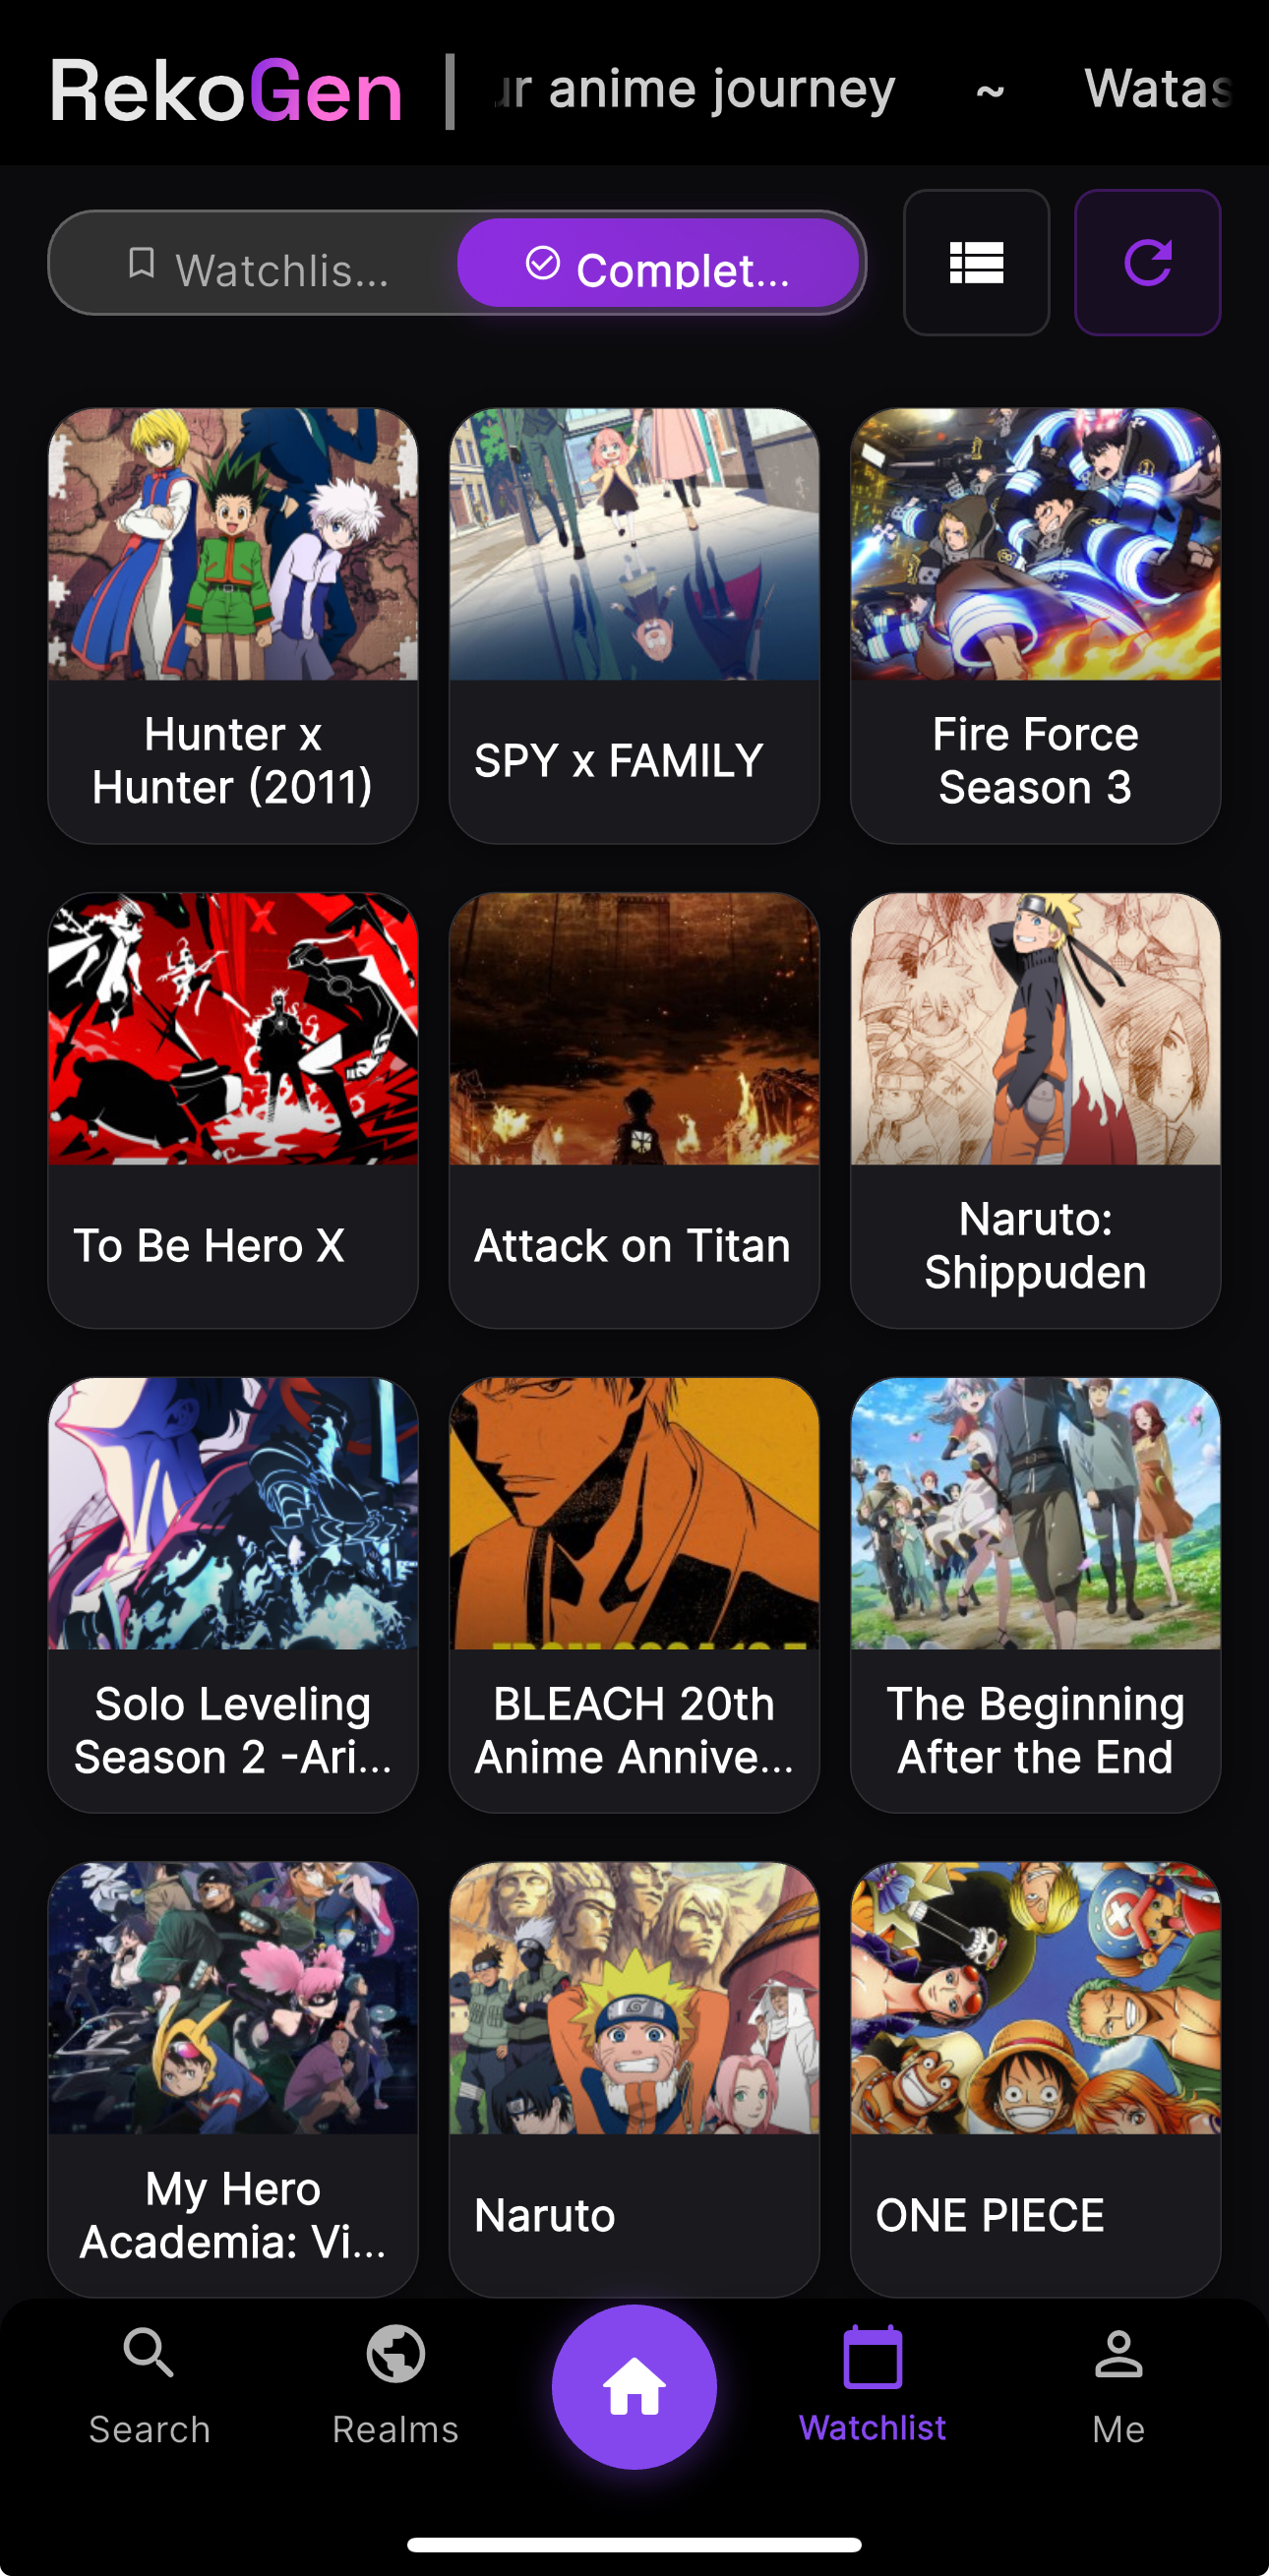 RekoGen
ur anime journey ~ Watas
Watchlis...
Complet...
Hunter x
Hunter (2011)
SPY x FAMILY
Fire Force
Season 3
To Be Hero X
Attack on Titan
Naruto:
Shippuden
Solo Leveling
Season 2 -Ari...
BLEACH 20th
Anime Annive...
The Beginning
After the End
My Hero
Academia: Vi...
Naruto
ONE PIECE
Search
Realms
Watchlist
Me